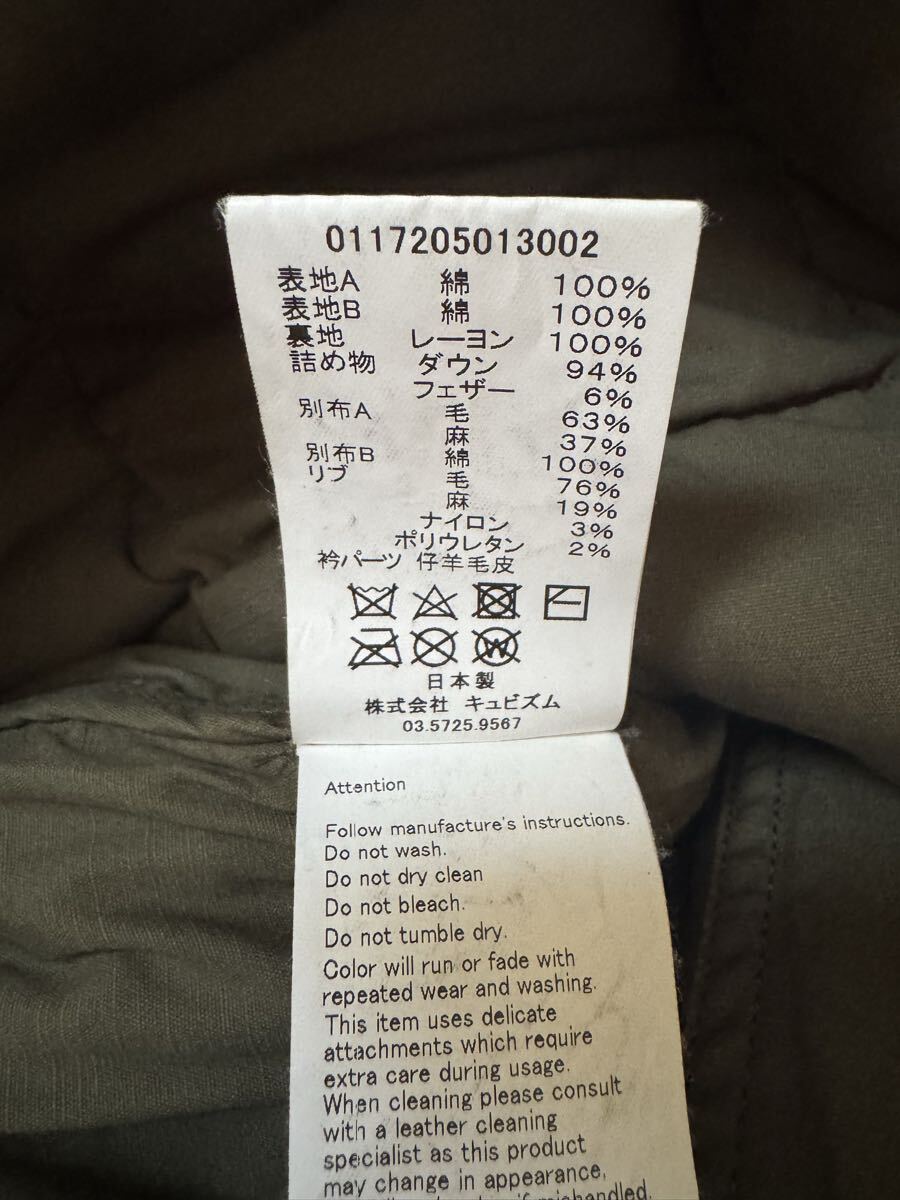 0117205013002
表地A 綿 100%
表地B 綿 100%
裏地 レーヨン 100%
詰め物 ダウン 94%
フェザー 6%
別布A 毛 63%
麻 37%
別布B 綿 100%
リブ 毛 76%
麻 19%
ナイロン 3%
ポリウレタン 2%
衿パーツ 仔羊毛皮
W
日本製
株式会社 キュビズム
03.5725.9567
Attention
Follow manufacture's instructions.
Do not wash.
Do not dry clean
Do not bleach.
Do not tumble dry.
Color will run or fade with
repeated wear and washing.
This item uses delicate
attachments which require
extra care during usage.
When cleaning please consult
with a leather cleaning
specialist as this product
may change in appearance,
if mishandled.